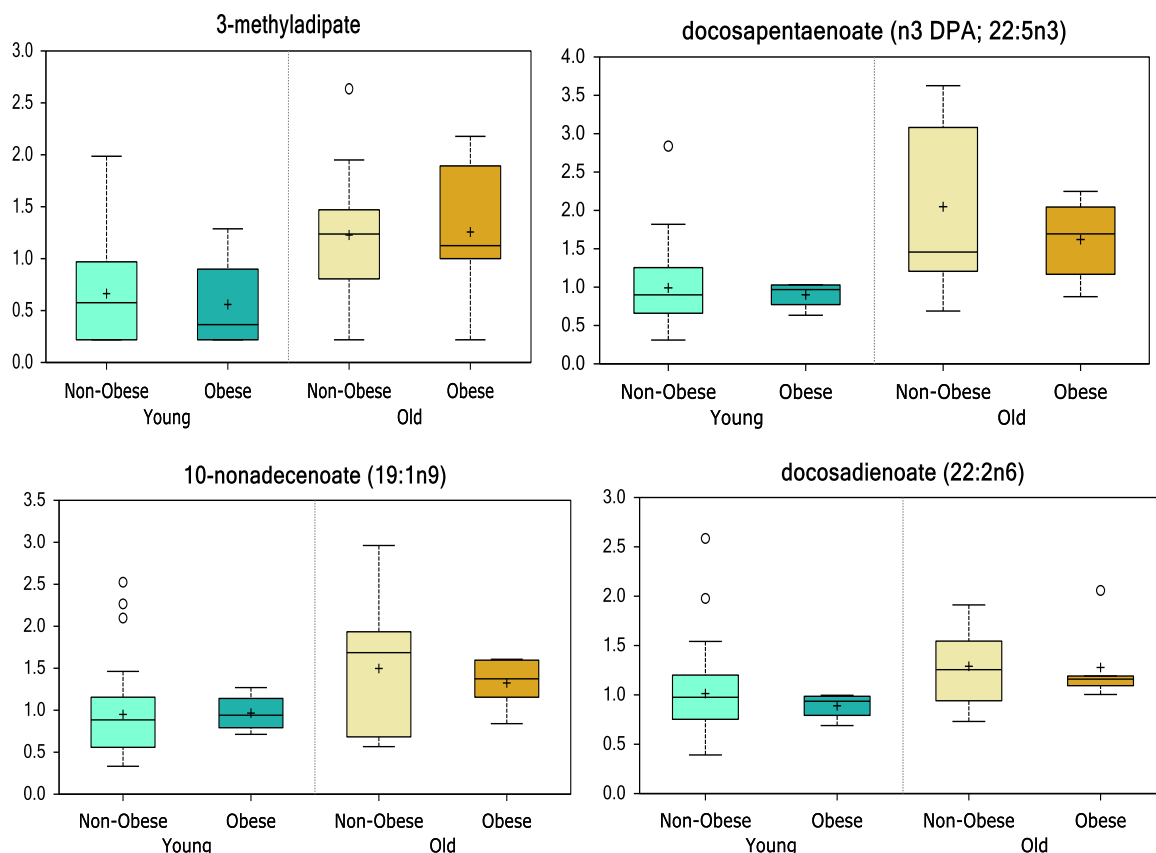 3-methyladipate
3.0
2.5
2.0
1.5
1.0
0.5
0.0
Non-Obese Obese Non-Obese Obese
Young Old
docosapentaenoate (n3 DPA; 22:5n3)
4.0
3.5
3.0
2.5
2.0
1.5
1.0
0.5
0.0
Non-Obese Obese Non-Obese Obese
Young Old
10-nonadecenoate (19:1n9)
3.5
3.0
2.5
2.0
1.5
1.0
0.5
0.0
Non-Obese Obese Non-Obese Obese
Young Old
docosadienoate (22:2n6)
3.0
2.5
2.0
1.5
1.0
0.5
0.0
Non-Obese Obese Non-Obese Obese
Young Old